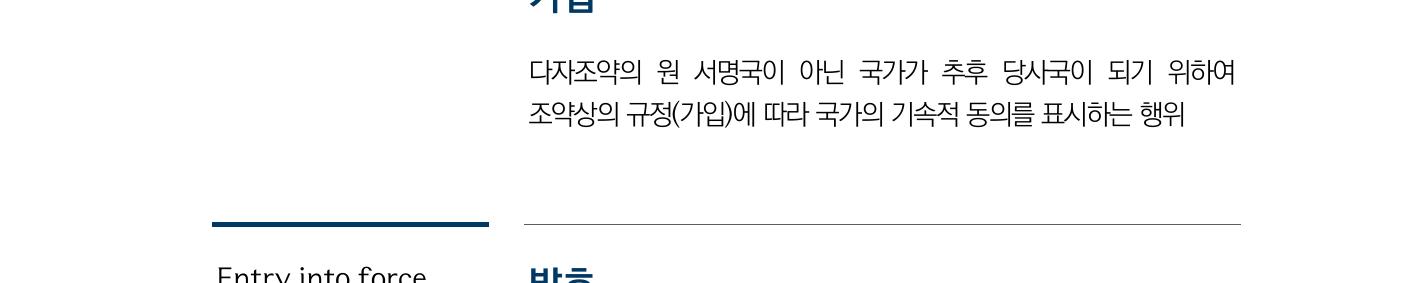 가입
다자조약의 원 서명국이 아닌 국가가 추후 당사국이 되기 위하여
조약상의 규정(가입)에 따라 국가의 기속적 동의를 표시하는 행위
Entry into force
발효